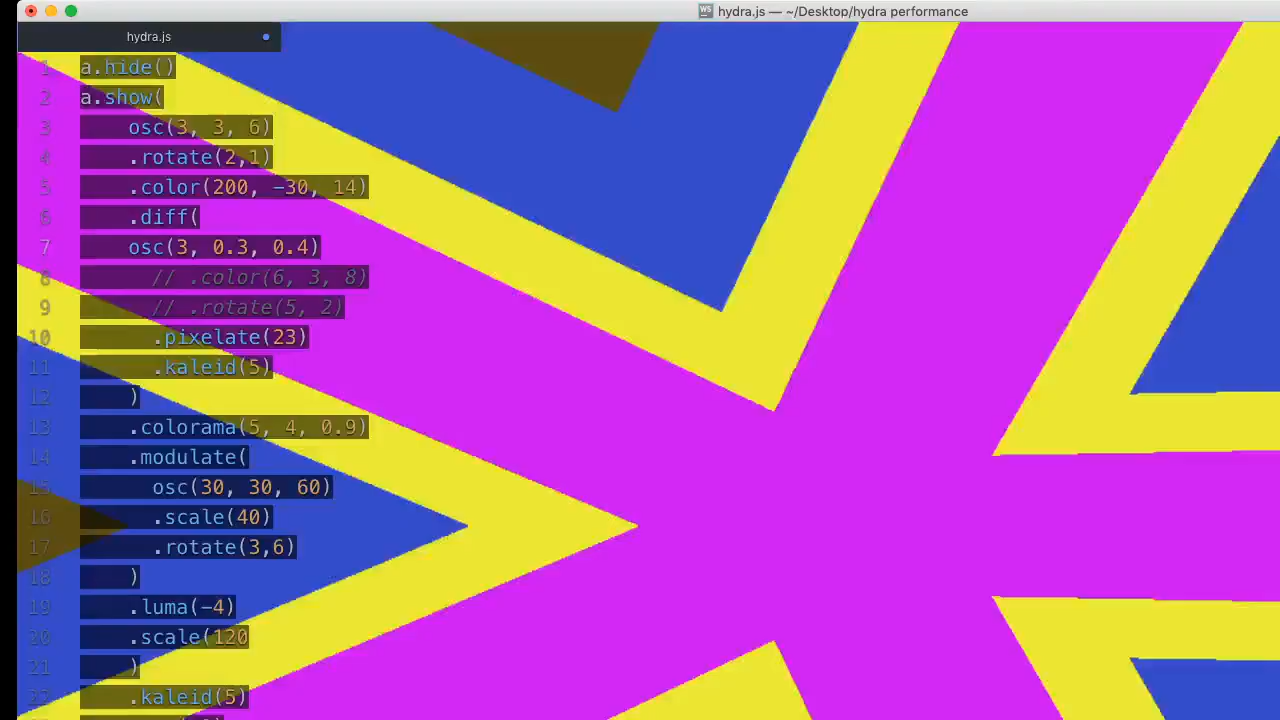 hydra.js — ~/Desktop/hydra performance
hydra.js
1 a.hide()
2 a.show(
3 osc(3, 3, 6)
4 .rotate(2,1)
5 .color(200, −30, 14)
6 .diff(
7 osc(3, 0.3, 0.4)
8 // .color(6, 3, 8)
9 // .rotate(5, 2)
10 .pixelate(23)
11 .kaleid(5)
12 )
13 .colorama(5, 4, 0.9)
14 .modulate(
15 osc(30, 30, 60)
16 .scale(40)
17 .rotate(3,6)
18 )
19 .luma(−4)
20 .scale(120
21 )
22 .kaleid(5)